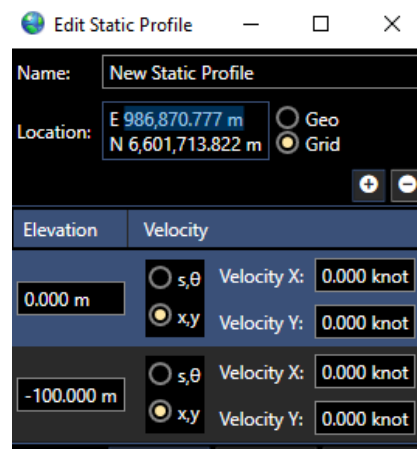 Edit Static Profile
Name: New Static Profile
Location: E 986,870.777 m Geo
N 6,601,713.822 m Grid
Elevation Velocity
0.000 m s,θ Velocity X: 0.000 knot
x,y Velocity Y: 0.000 knot
-100.000 m s,θ Velocity X: 0.000 knot
x,y Velocity Y: 0.000 knot